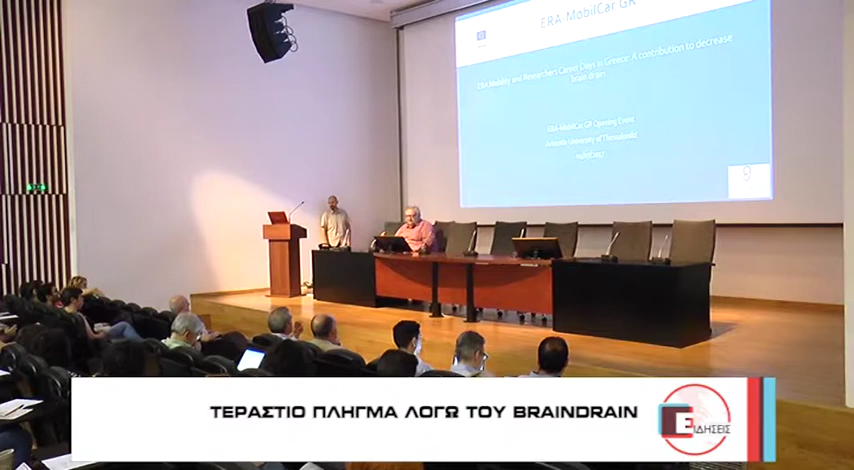 ERA-MobilCar GR
ERA Mobility and Researchers Career Days in Greece: A contribution to decrease
brain drain
ERA-MobilCar GR Opening Event
Aristotle University of Thessaloniki
ΤΕΡΑΣΤΙΟ ΠΛΗΓΜΑ ΛΟΓΩ ΤΟΥ BRAINDRAIN
ΕΙΔΗΣΕΙΣ